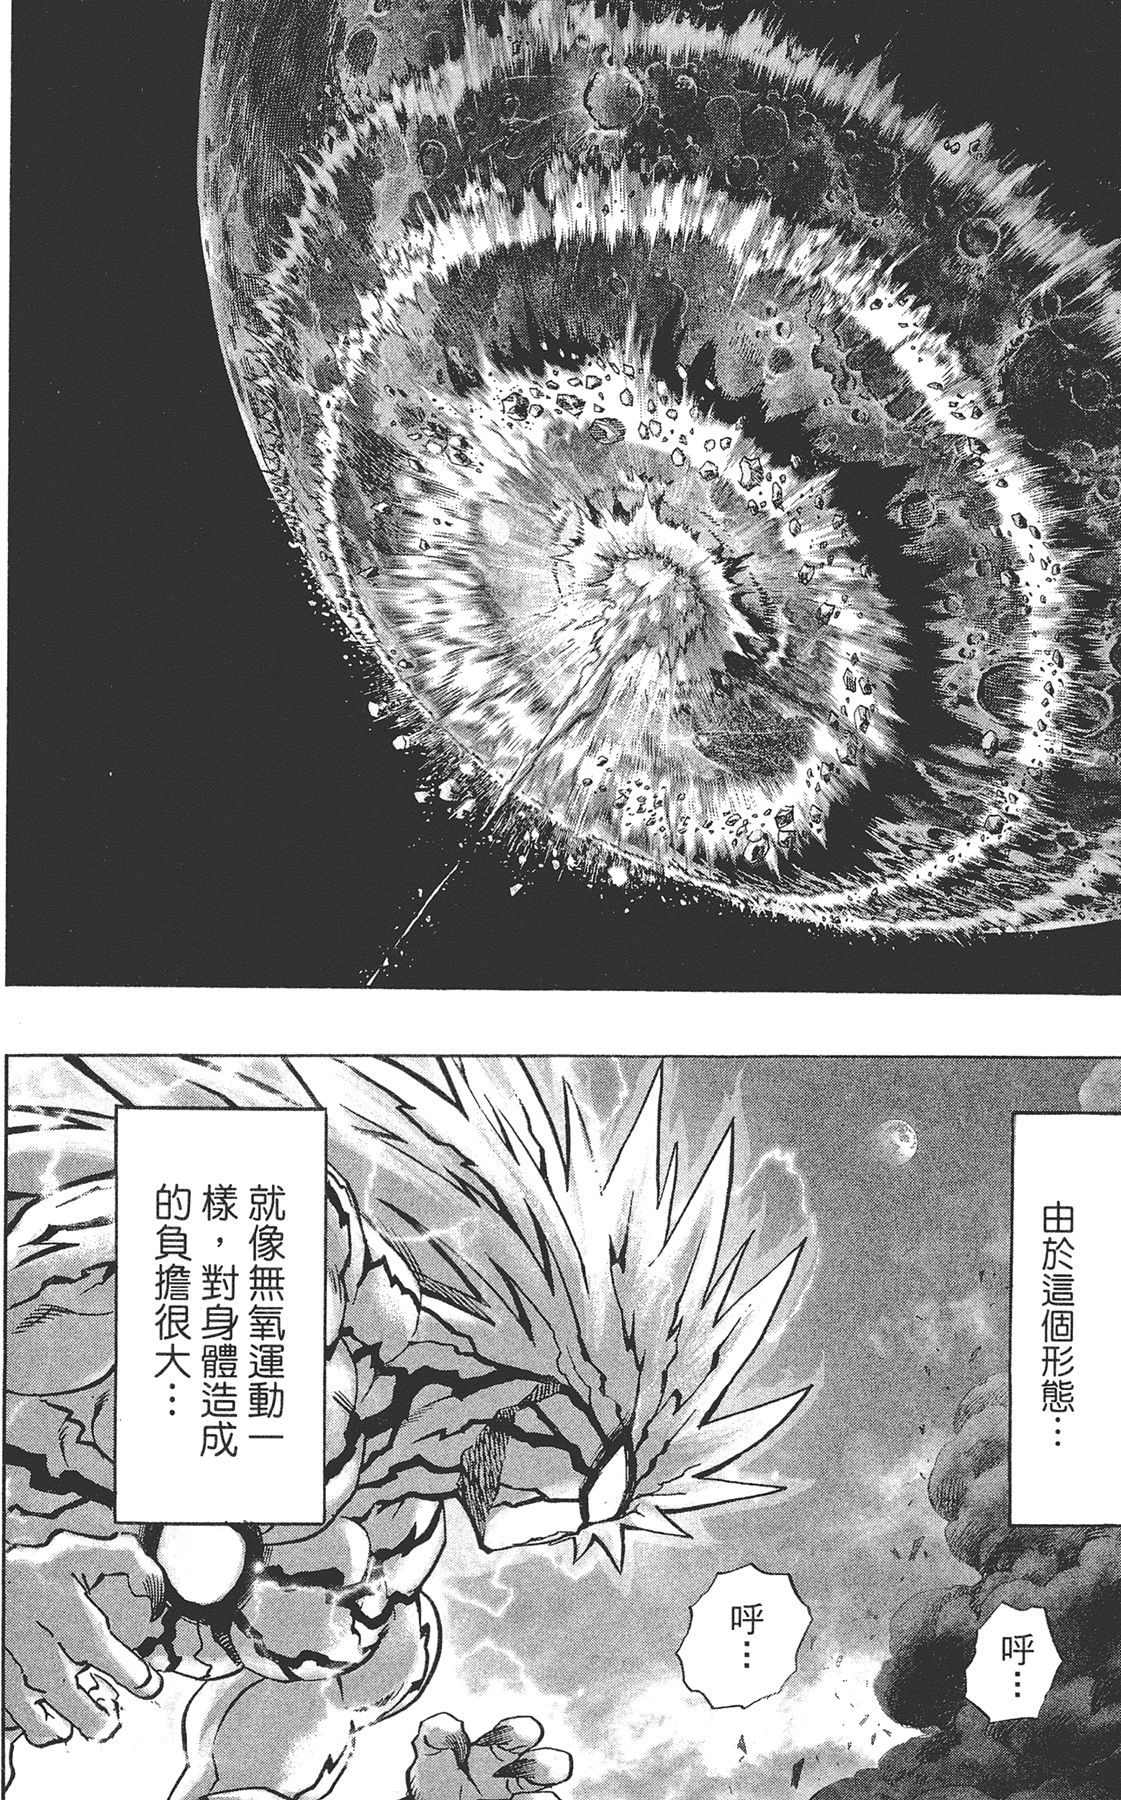 由於這個形態…
呼…
呼…
就像無氧運動一
樣，對身體造成
的負擔很大…